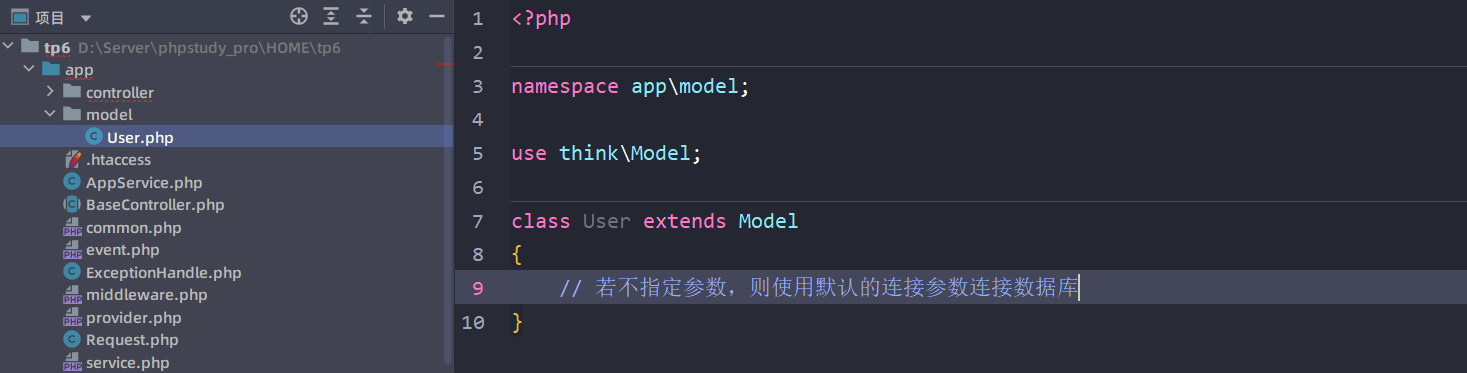 项目
tp6 D:\Server\phpstudy_pro\HOME\tp6
app
controller
model
User.php
.htaccess
AppService.php
BaseController.php
common.php
event.php
ExceptionHandle.php
middleware.php
provider.php
Request.php
service.php
1 <?php
2
3 namespace app\model;
4
5 use think\Model;
6
7 class User extends Model
8 {
9 // 若不指定参数，则使用默认的连接参数连接数据库
10 }